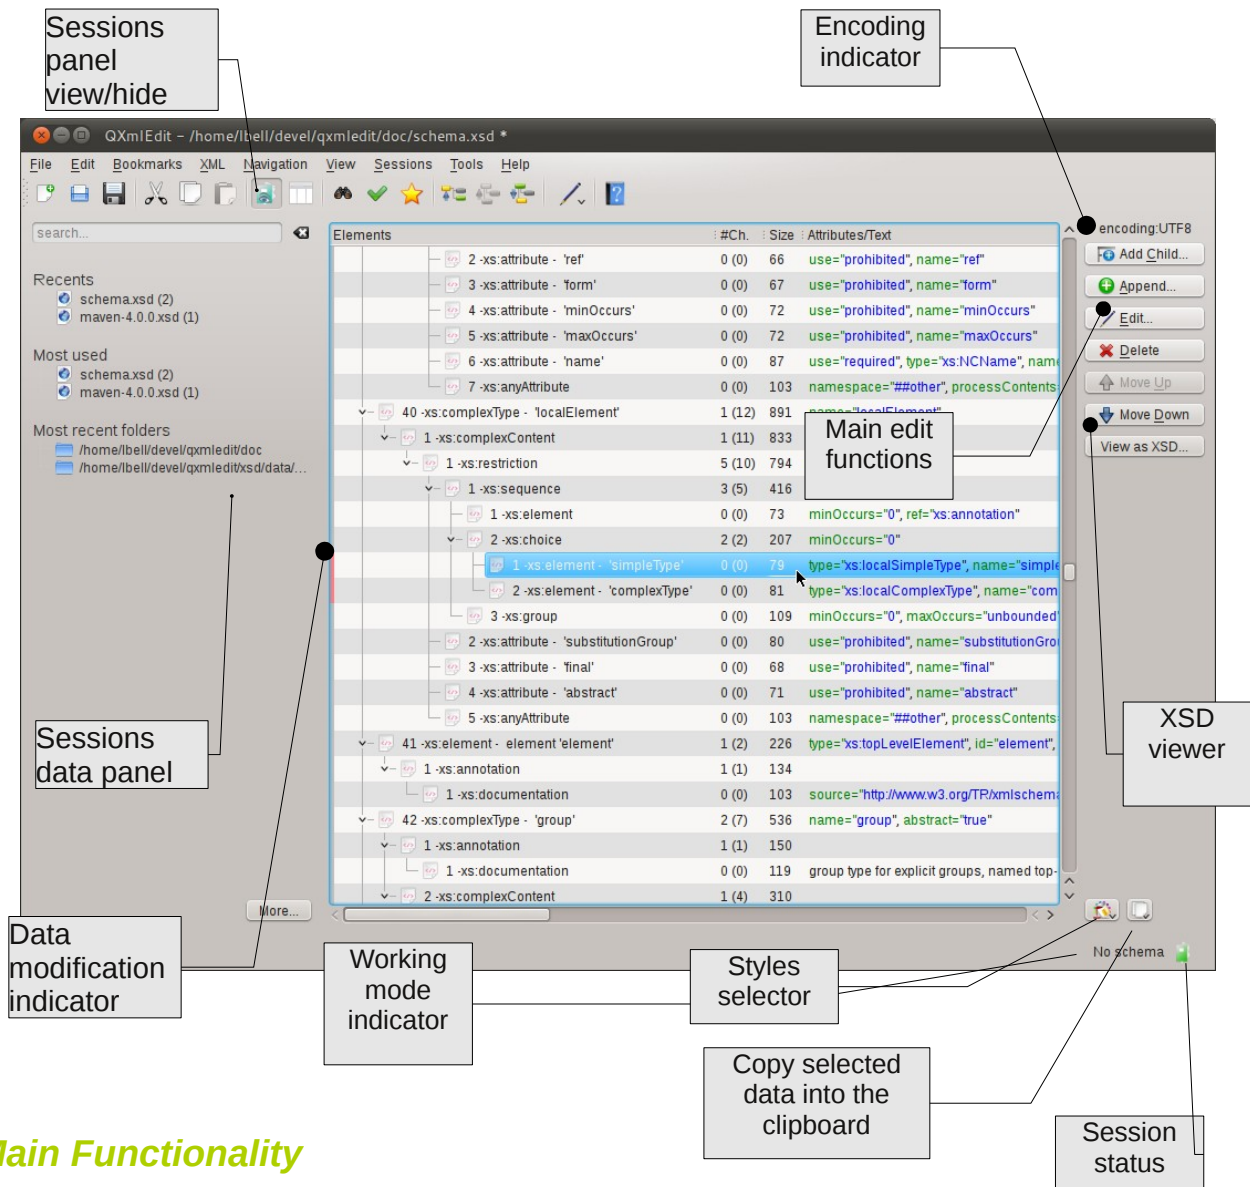 Sessions
panel
view/hide
Encoding
indicator
QXmlEdit – /home/lbell/devel/qxmledit/doc/schema.xsd *
File Edit Bookmarks XML Navigation View Sessions Tools Help
search...
Recents
schema.xsd (2)
maven-4.0.0.xsd (1)
Most used
schema.xsd (2)
maven-4.0.0.xsd (1)
Most recent folders
/home/lbell/devel/qxmledit/doc
/home/lbell/devel/qxmledit/xsd/data/...
More...
Elements #Ch. Size Attributes/Text
2 -xs:attribute - 'ref' 0 (0) 66 use="prohibited", name="ref"
3 -xs:attribute - 'form' 0 (0) 67 use="prohibited", name="form"
4 -xs:attribute - 'minOccurs' 0 (0) 72 use="prohibited", name="minOccurs"
5 -xs:attribute - 'maxOccurs' 0 (0) 72 use="prohibited", name="maxOccurs"
6 -xs:attribute - 'name' 0 (0) 87 use="required", type="xs:NCName", name
7 -xs:anyAttribute 0 (0) 103 namespace="##other", processContents=
40 -xs:complexType - 'localElement' 1 (12) 891 name="localElement"
1 -xs:complexContent 1 (11) 833
1 -xs:restriction 5 (10) 794
1 -xs:sequence 3 (5) 416
1 -xs:element 0 (0) 73 minOccurs="0", ref="xs:annotation"
2 -xs:choice 2 (2) 207 minOccurs="0"
1 -xs:element - 'simpleType' 0 (0) 79 type="xs:localSimpleType", name="simple
2 -xs:element - 'complexType' 0 (0) 81 type="xs:localComplexType", name="com
3 -xs:group 0 (0) 109 minOccurs="0", maxOccurs="unbounded"
2 -xs:attribute - 'substitutionGroup' 0 (0) 80 use="prohibited", name="substitutionGro
3 -xs:attribute - 'final' 0 (0) 68 use="prohibited", name="final"
4 -xs:attribute - 'abstract' 0 (0) 71 use="prohibited", name="abstract"
5 -xs:anyAttribute 0 (0) 103 namespace="##other", processContents=
41 -xs:element - element 'element' 1 (2) 226 type="xs:topLevelElement", id="element",
1 -xs:annotation 1 (1) 134
1 -xs:documentation 0 (0) 103 source="http://www.w3.org/TR/xmlschema
42 -xs:complexType - 'group' 2 (7) 536 name="group", abstract="true"
1 -xs:annotation 1 (1) 150
1 -xs:documentation 0 (0) 119 group type for explicit groups, named top-
2 -xs:complexContent 1 (4) 310
encoding:UTF8
Add Child...
Append...
Edit...
Delete
Move Up
Move Down
View as XSD...
No schema
Main edit
functions
XSD
viewer
Sessions
data panel
Data
modification
indicator
Working
mode
indicator
Styles
selector
Copy selected
data into the
clipboard
Session
status
Main Functionality